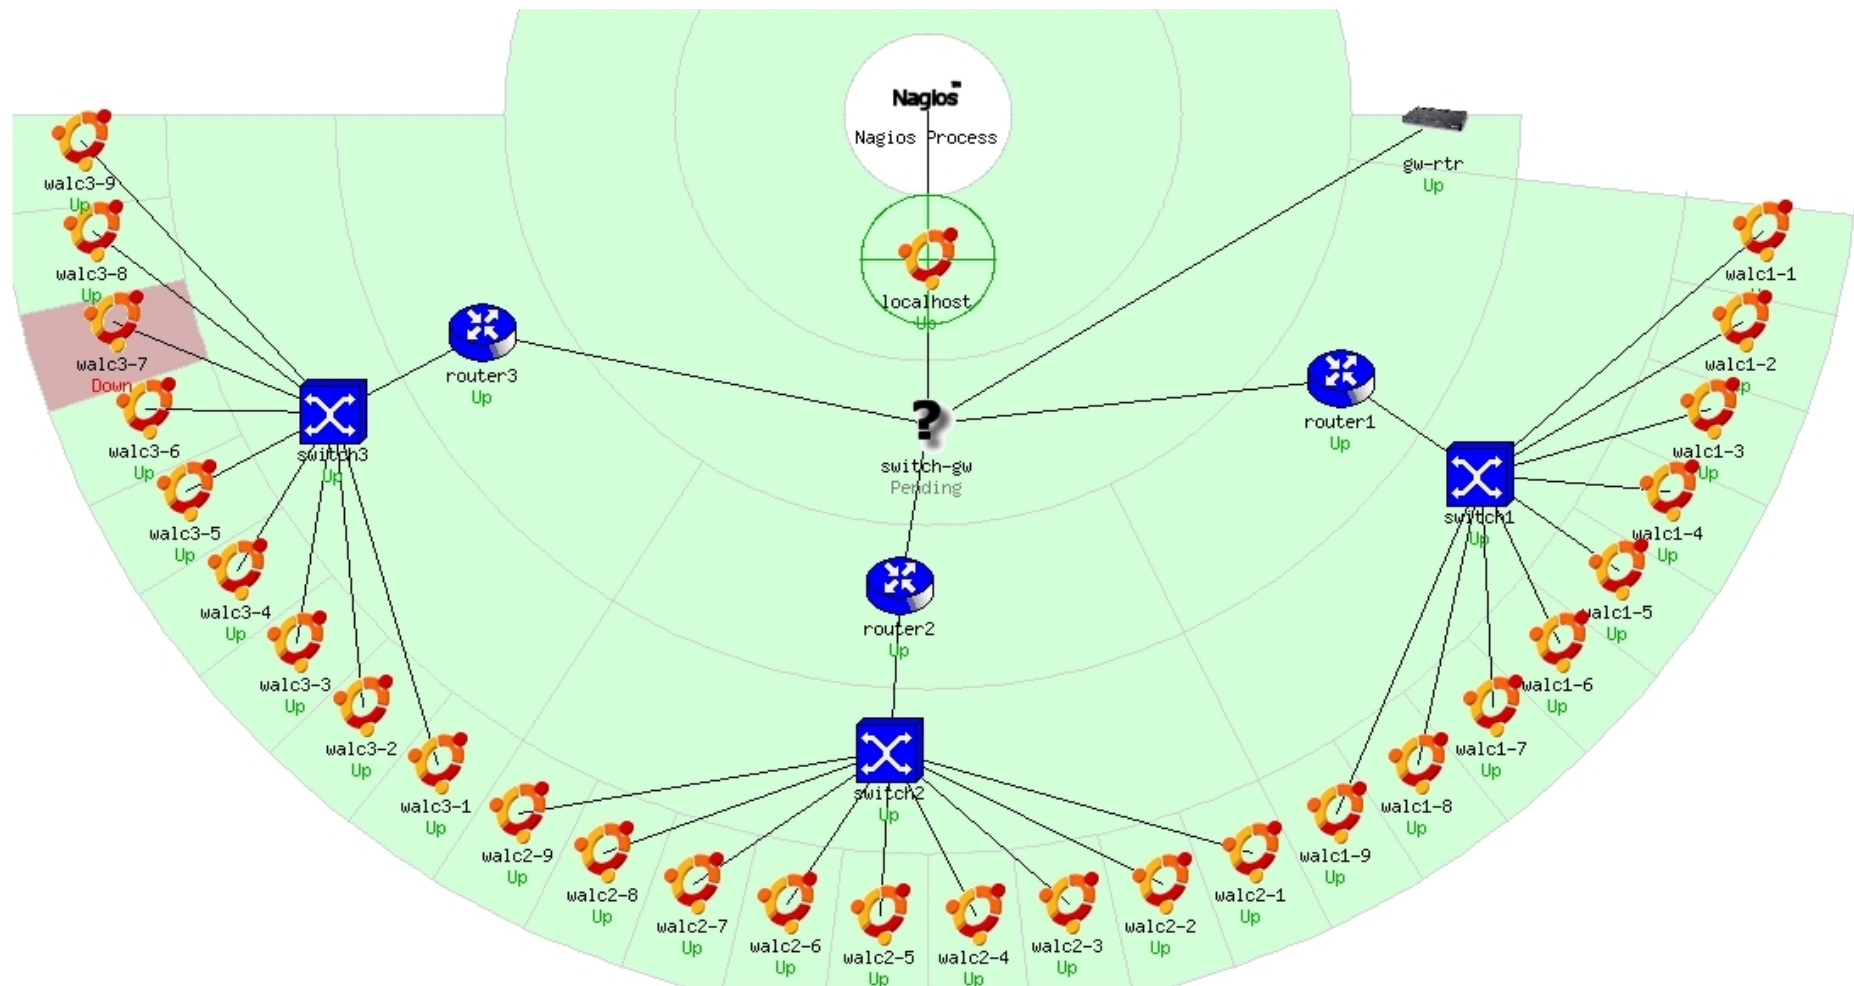 Nagios™
Nagios Process
gw-rtr
Up
localhost
Up
walc3-9
Up
walc3-8
Up
walc3-7
Down
walc3-6
Up
walc3-5
Up
walc3-4
Up
walc3-3
Up
walc3-2
Up
walc3-1
Up
switch3
Up
router3
Up
switch-gw
Pending
router2
Up
switch2
Up
router1
Up
switch1
Up
walc2-9
Up
walc2-8
Up
walc2-7
Up
walc2-6
Up
walc2-5
Up
walc2-4
Up
walc2-3
Up
walc2-2
Up
walc2-1
Up
walc1-1
walc1-2
Up
walc1-3
Up
walc1-4
Up
walc1-5
Up
walc1-6
Up
walc1-7
Up
walc1-8
Up
walc1-9
Up